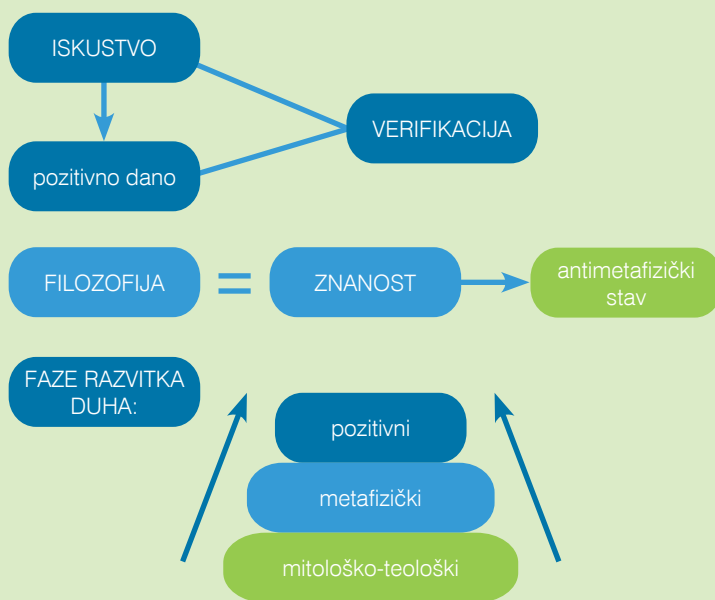 ISKUSTVO
VERIFIKACIJA
pozitivno dano
FILOZOFIJA
=
ZNANOST
antimetafizički
stav
FAZE RAZVITKA
DUHA:
pozitivni
metafizički
mitološko-teološki